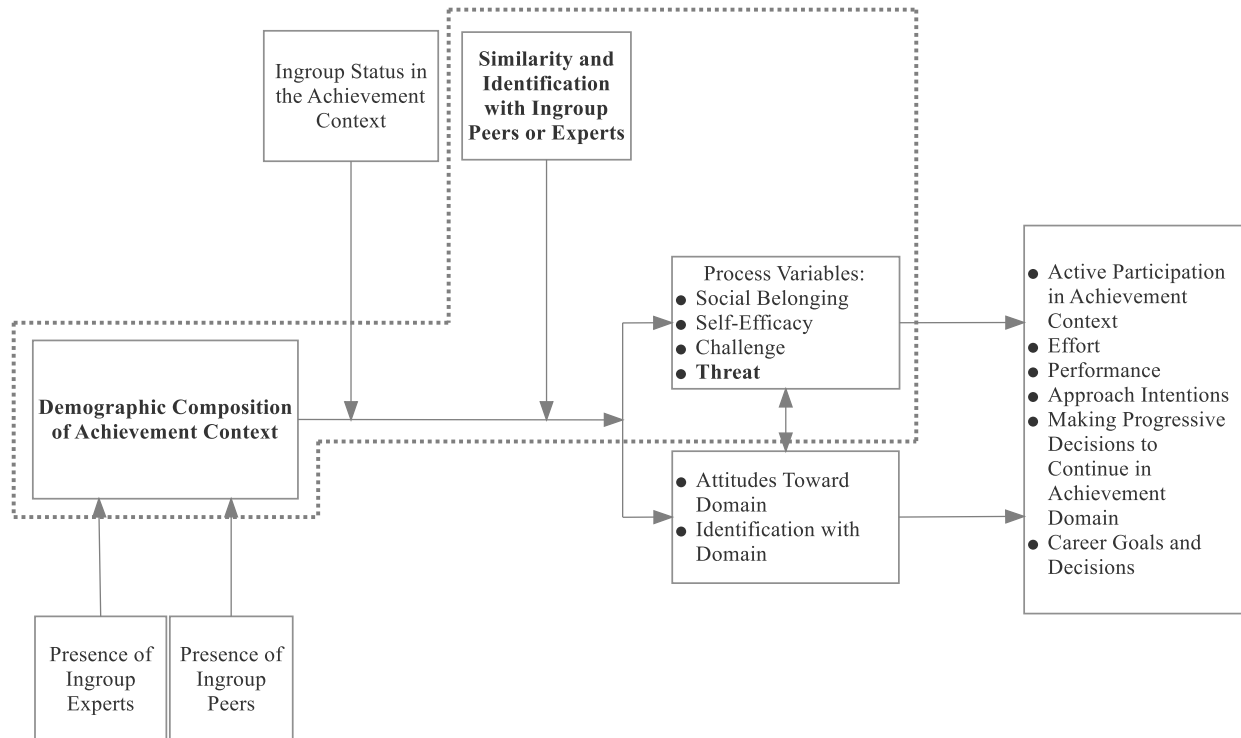 Ingroup Status in
the Achievement
Context
Similarity and
Identification
with Ingroup
Peers or Experts
Process Variables:
● Social Belonging
● Self-Efficacy
● Challenge
● Threat
● Active Participation
in Achievement
Context
● Effort
● Performance
● Approach Intentions
● Making Progressive
Decisions to
Continue in
Achievement
Domain
● Career Goals and
Decisions
Demographic Composition
of Achievement Context
● Attitudes Toward
Domain
● Identification with
Domain
Presence of
Ingroup
Experts
Presence of
Ingroup
Peers